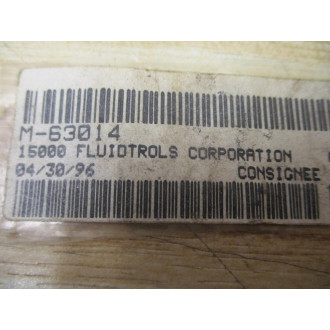 M-63014
15000 FLUIDTROLS CORPORATION
04/30/96 CONSIGNEE